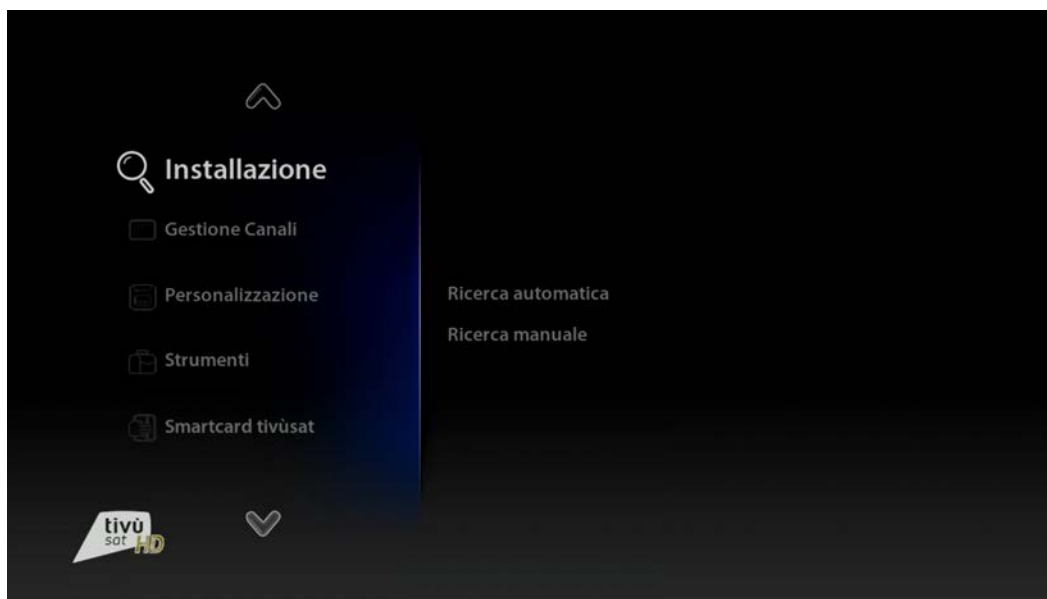 Installazione
Gestione Canali
Personalizzazione
Strumenti
Smartcard tivùsat
Ricerca automatica
Ricerca manuale
tivù
sat HD